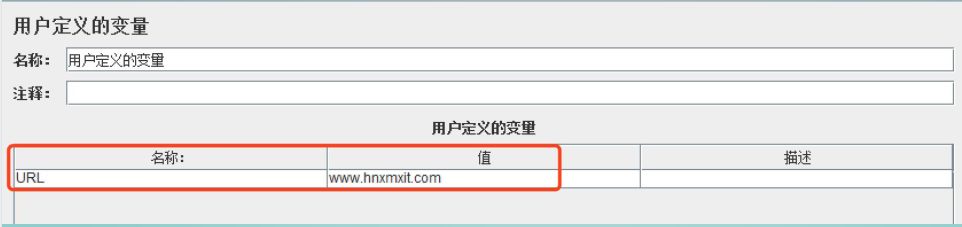 用户定义的变量
名称： 用户定义的变量
注释：
用户定义的变量
名称： 值 描述
URL www.hnxmxit.com